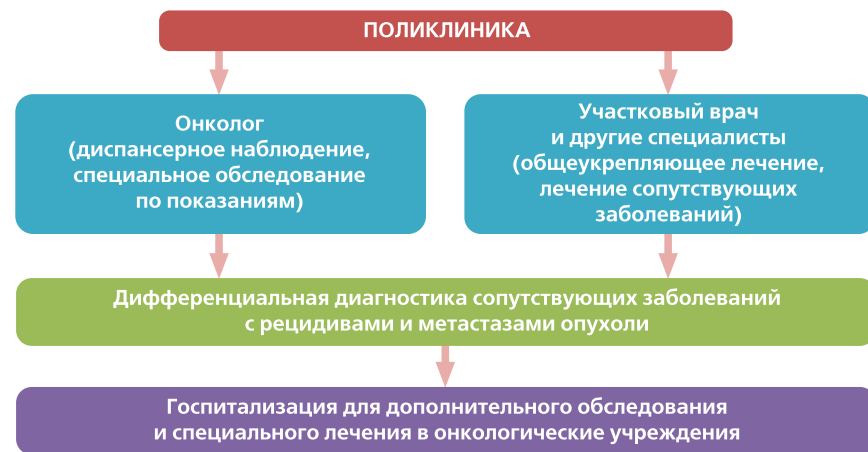 ПОЛИКЛИНИКА
Онколог
(диспансерное наблюдение,
специальное обследование
по показаниям)
Участковый врач
и другие специалисты
(общеукрепляющее лечение,
лечение сопутствующих
заболеваний)
Дифференциальная диагностика сопутствующих заболеваний
с рецидивами и метастазами опухоли
Госпитализация для дополнительного обследования
и специального лечения в онкологические учреждения